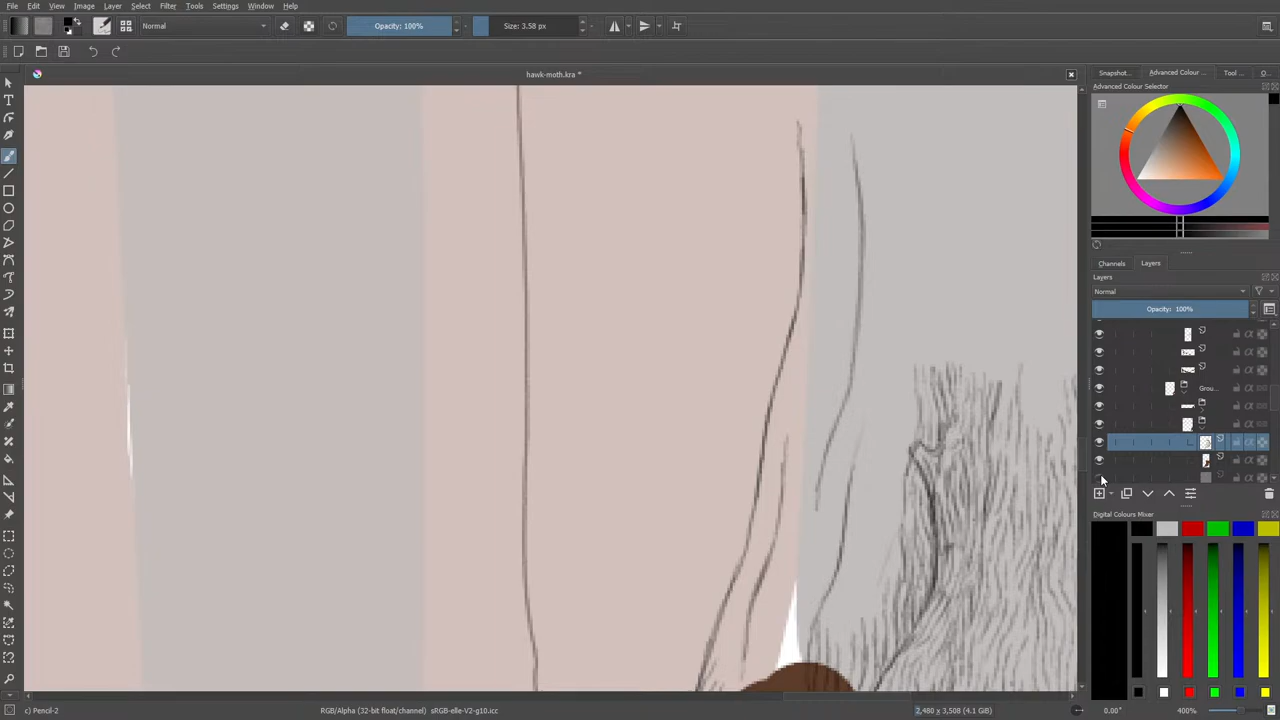 File Edit View Image Layer Select Filter Tools Settings Window Help
Normal Opacity: 100% Size: 3.58 px
hawk-moth.kra *
Snapshot... Advanced Colour ... Tool ... O...
Advanced Colour Selector
Channels Layers
Layers
Normal
Opacity: 100%
Grou...
Digital Colours Mixer
c) Pencil-2 RGB/Alpha (32-bit float/channel) sRGB-elle-V2-g10.icc 2,480 x 3,508 (4.1 GiB) 0.00° 400%